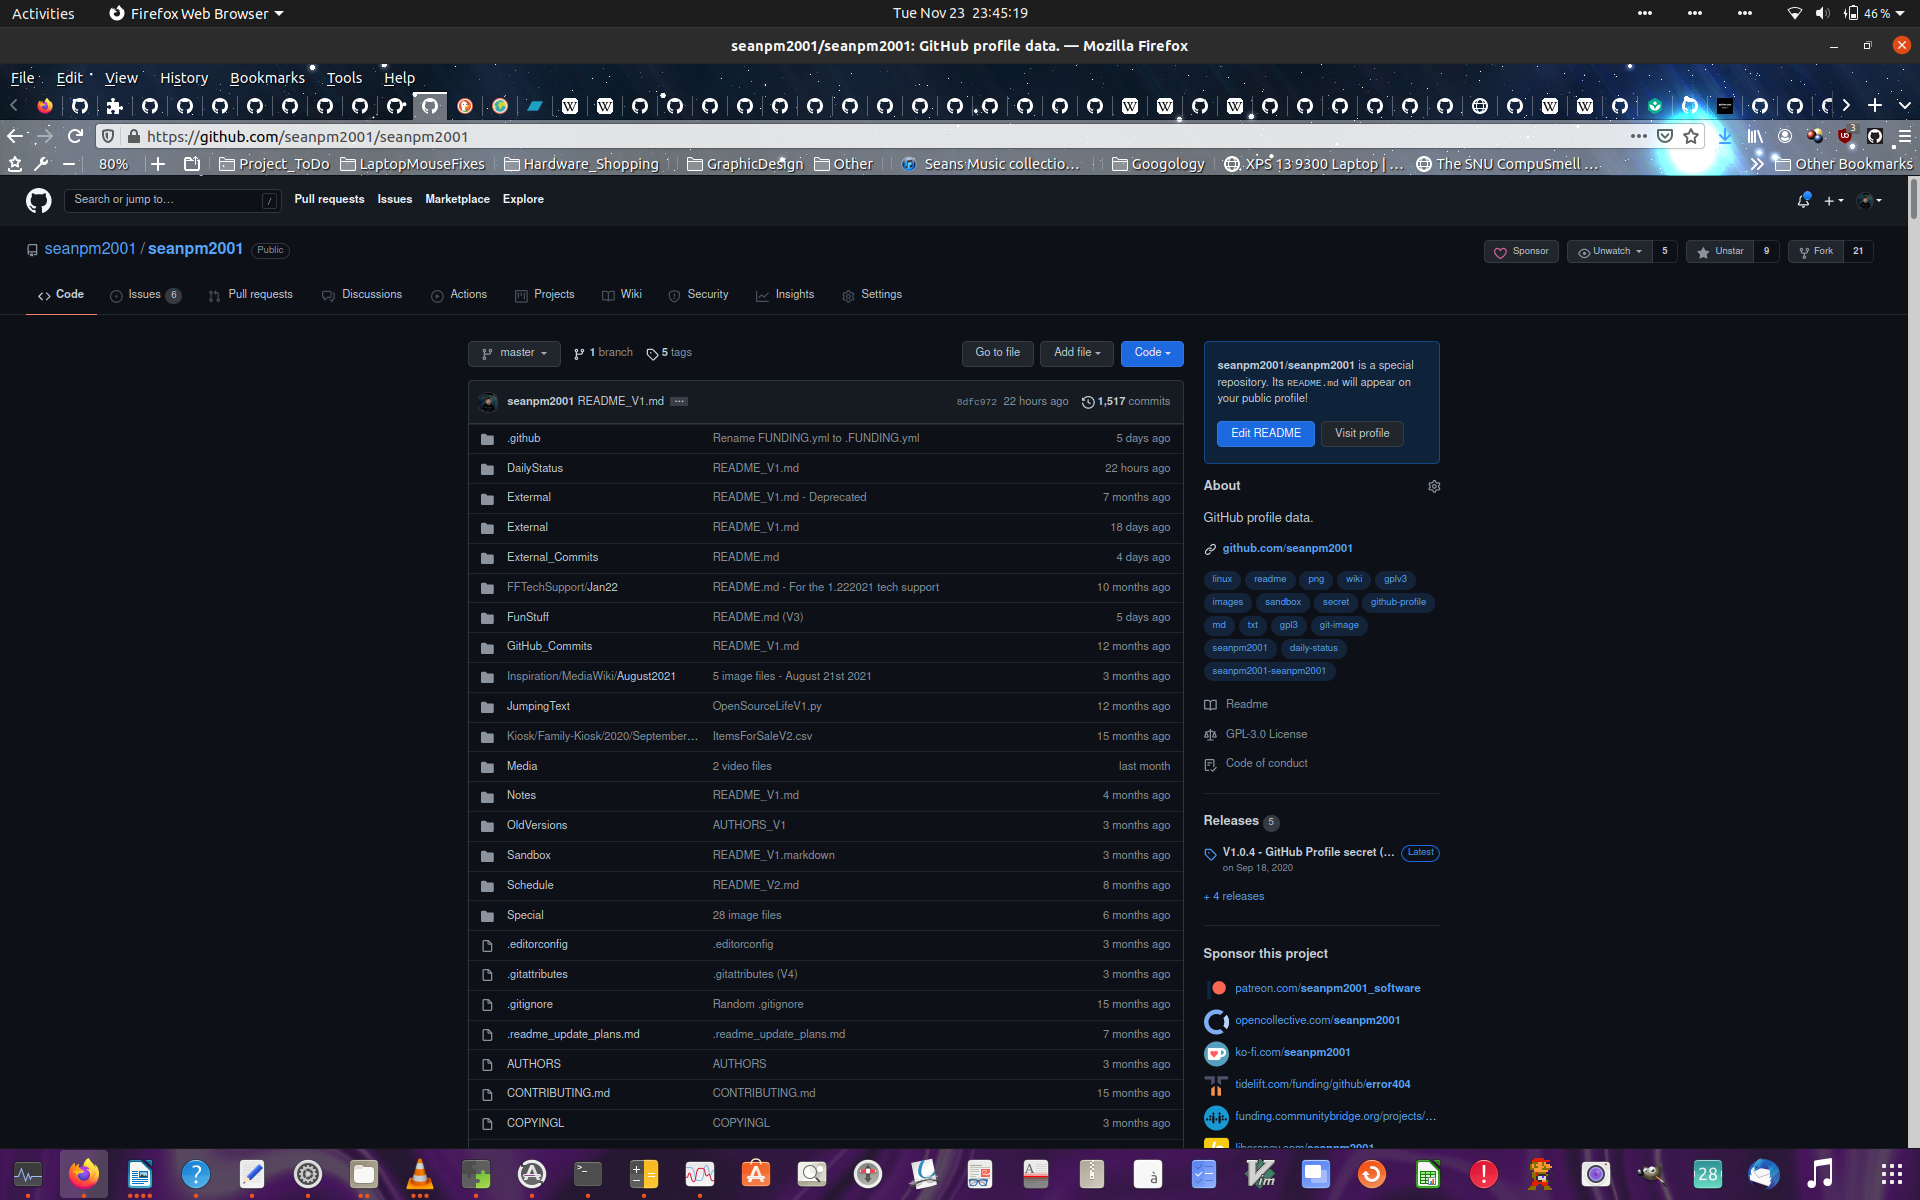 Activities Firefox Web Browser Tue Nov 23 23:45:19 46 %
seanpm2001/seanpm2001: GitHub profile data. — Mozilla Firefox
File Edit View History Bookmarks Tools Help
https://github.com/seanpm2001/seanpm2001 3
80% Project_ToDo LaptopMouseFixes Hardware_Shopping GraphicDesign Other Seans Music collectio… Googology XPS 13 9300 Laptop | … The SNU CompuSmell … Other Bookmarks
Search or jump to… / Pull requests Issues Marketplace Explore
seanpm2001 / seanpm2001 Public Sponsor Unwatch 5 Unstar 9 Fork 21
Code Issues 6 Pull requests Discussions Actions Projects Wiki Security Insights Settings
master 1 branch 5 tags Go to file Add file Code
seanpm2001 README_V1.md ··· 8dfc972 22 hours ago 1,517 commits
.github Rename FUNDING.yml to .FUNDING.yml 5 days ago
DailyStatus README_V1.md 22 hours ago
Extermal README_V1.md - Deprecated 7 months ago
External README_V1.md 18 days ago
External_Commits README.md 4 days ago
FFTechSupport/Jan22 README.md - For the 1.222021 tech support 10 months ago
FunStuff README.md (V3) 5 days ago
GitHub_Commits README_V1.md 12 months ago
Inspiration/MediaWiki/August2021 5 image files - August 21st 2021 3 months ago
JumpingText OpenSourceLifeV1.py 12 months ago
Kiosk/Family-Kiosk/2020/September… ItemsForSaleV2.csv 15 months ago
Media 2 video files last month
Notes README_V1.md 4 months ago
OldVersions AUTHORS_V1 3 months ago
Sandbox README_V1.markdown 3 months ago
Schedule README_V2.md 8 months ago
Special 28 image files 6 months ago
.editorconfig .editorconfig 3 months ago
.gitattributes .gitattributes (V4) 3 months ago
.gitignore Random .gitignore 15 months ago
.readme_update_plans.md .readme_update_plans.md 7 months ago
AUTHORS AUTHORS 3 months ago
CONTRIBUTING.md CONTRIBUTING.md 15 months ago
COPYINGL COPYINGL 3 months ago
seanpm2001/seanpm2001 is a special
repository. Its README.md will appear on
your public profile!
Edit README Visit profile
About
GitHub profile data.
github.com/seanpm2001
linux readme png wiki gplv3
images sandbox secret github-profile
md txt gpl3 git-image
seanpm2001 daily-status
seanpm2001-seanpm2001
Readme
GPL-3.0 License
Code of conduct
Releases 5
V1.0.4 - GitHub Profile secret (… Latest
on Sep 18, 2020
+ 4 releases
Sponsor this project
patreon.com/seanpm2001_software
opencollective.com/seanpm2001
ko-fi.com/seanpm2001
tidelift.com/funding/github/error404
funding.communitybridge.org/projects/…
liberapay.com/seanpm2001
28